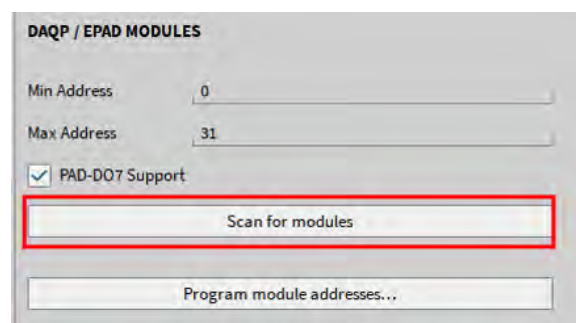 DAQP / EPAD MODULES
Min Address 0
Max Address 31
PAD-DO7 Support
Scan for modules
Program module addresses...